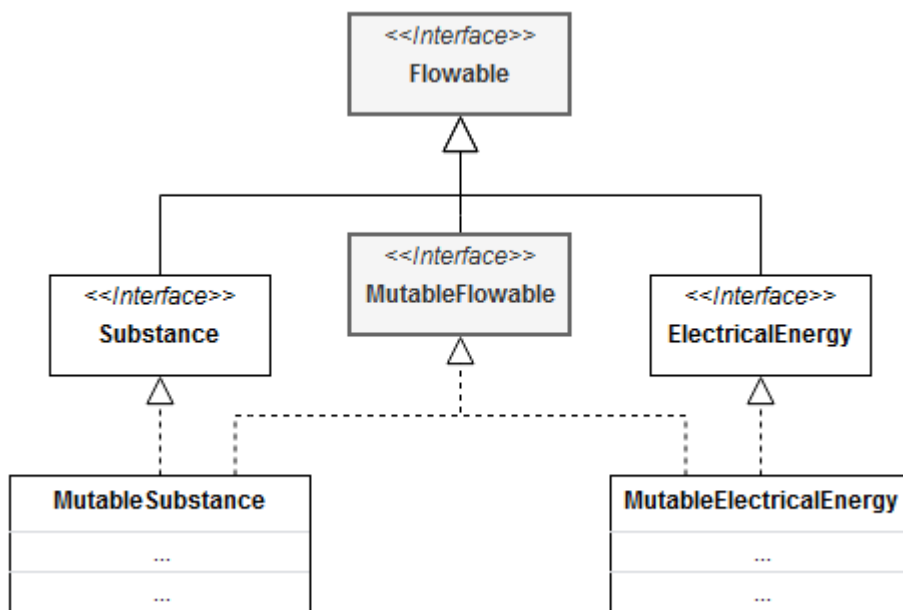 <<Interface>>
Flowable
<<Interface>>
MutableFlowable
<<Interface>>
Substance
<<Interface>>
ElectricalEnergy
MutableSubstance
...
...
MutableElectricalEnergy
...
...